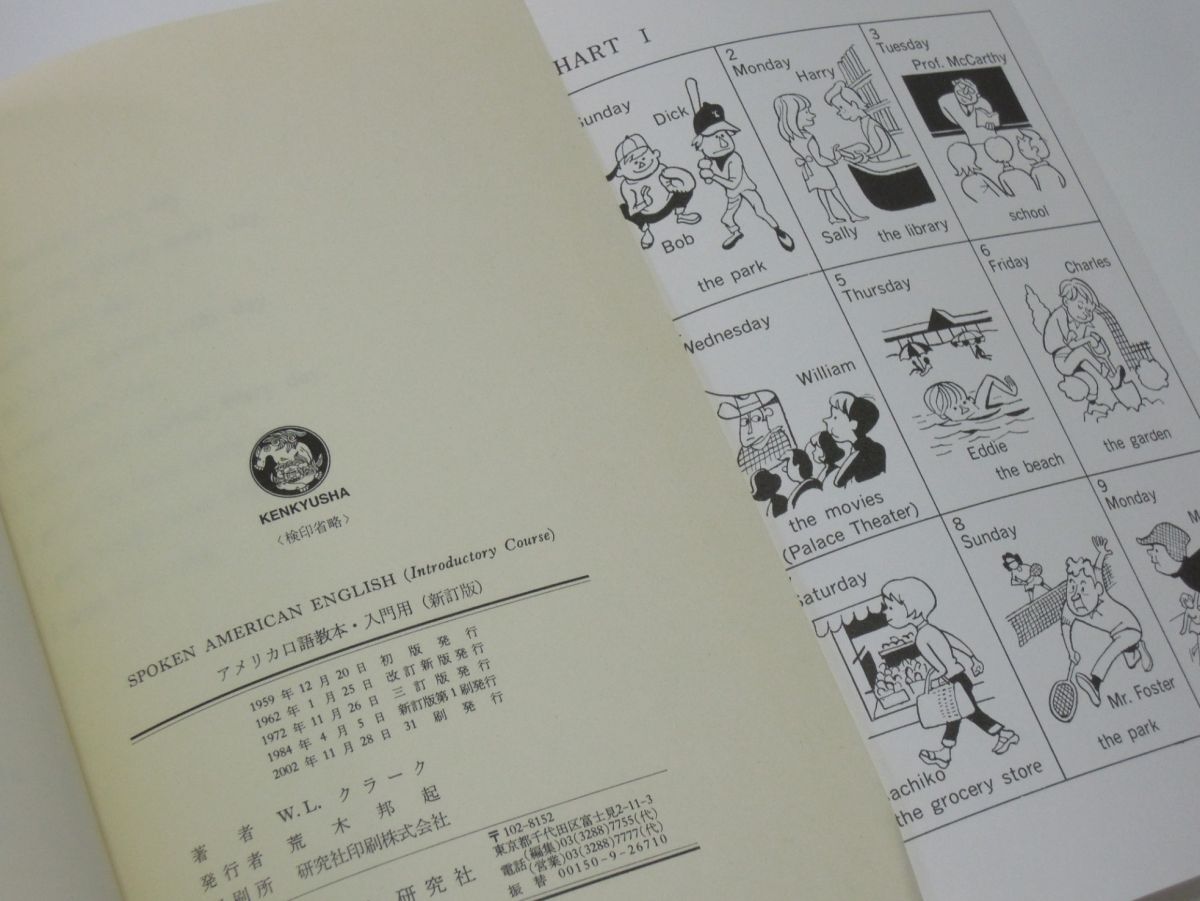 KENKYUSHA
〈検印省略〉
SPOKEN AMERICAN ENGLISH (Introductory Course)
アメリカ口語教本・入門用（新訂版）
1959年12月20日 初版発行
1962年1月25日 改訂新版発行
1972年11月26日 三訂版発行
1984年4月5日 新訂版第1刷発行
2002年11月28日 31刷発行
著者 W.L.クラーク
発行者 荒木邦起
刷所 研究社印刷株式会社
研究社
〒102-8152
東京都千代田区富士見2-11-3
(編集)03(3288)7755(代)
電話(営業)03(3288)7777(代)
振替 00150-9-26710
HART I
unday
Dick
Bob
the park
2
Monday
Harry
Sally
the library
3
Tuesday
Prof. McCarthy
school
Wednesday
William
the movies
(Palace Theater)
5
Thursday
Eddie
the beach
6
Friday
Charles
the garden
aturday
achiko
the grocery store
8
Sunday
Mr. Foster
the park
9
Monday
M